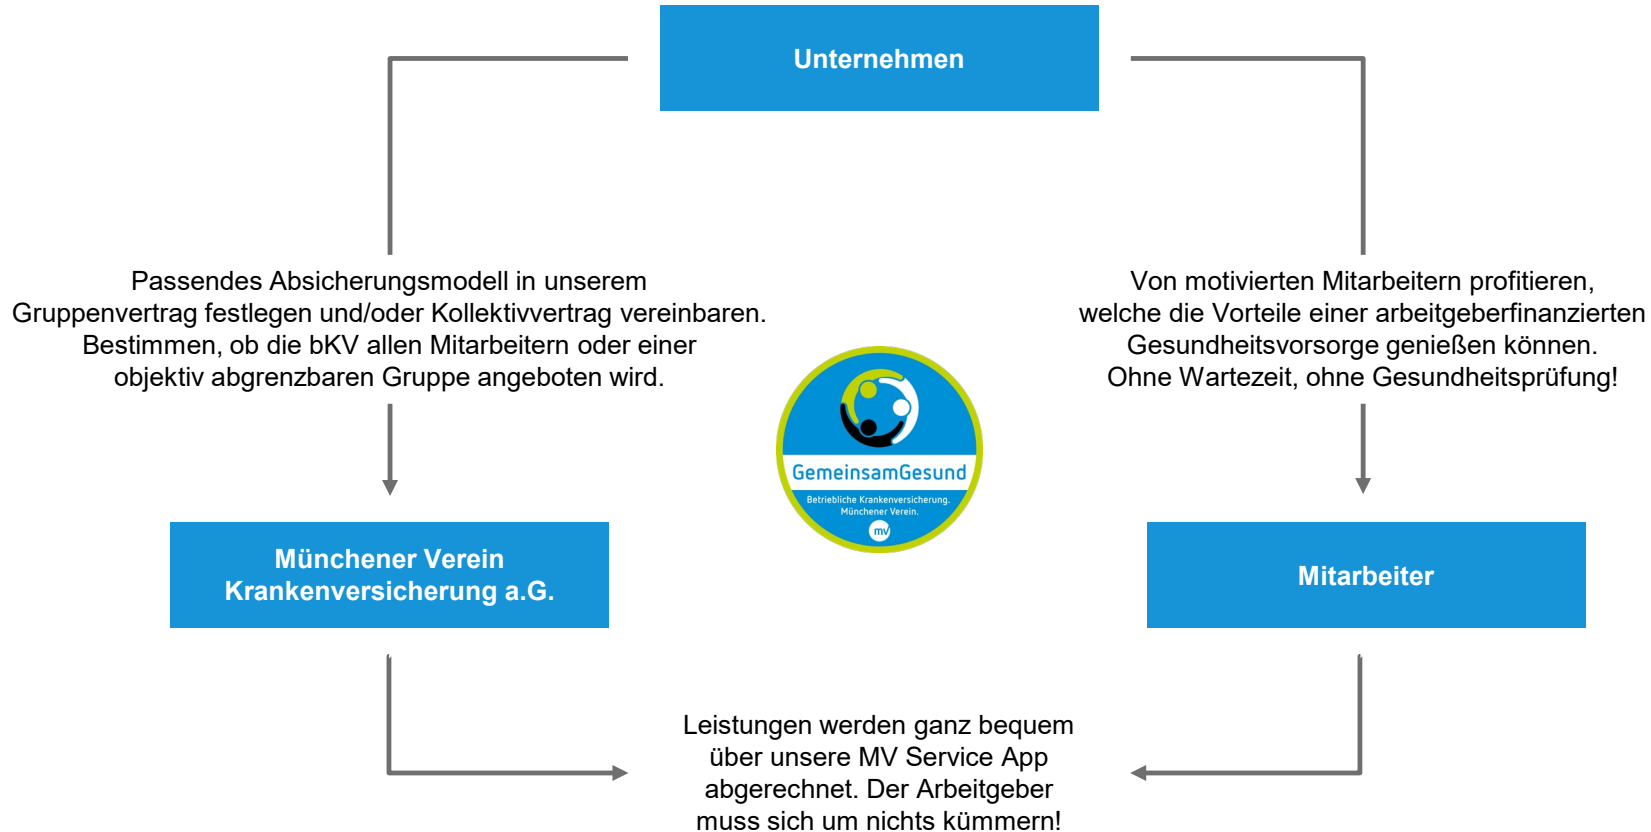 Unternehmen
Passendes Absicherungsmodell in unserem
Gruppenvertrag festlegen und/oder Kollektivvertrag vereinbaren.
Bestimmen, ob die bKV allen Mitarbeitern oder einer
objektiv abgrenzbaren Gruppe angeboten wird.
Von motivierten Mitarbeitern profitieren,
welche die Vorteile einer arbeitgeberfinanzierten
Gesundheitsvorsorge genießen können.
Ohne Wartezeit, ohne Gesundheitsprüfung!
GemeinsamGesund
Betriebliche Krankenversicherung.
Münchener Verein.
mv
Münchener Verein
Krankenversicherung a.G.
Mitarbeiter
Leistungen werden ganz bequem
über unsere MV Service App
abgerechnet. Der Arbeitgeber
muss sich um nichts kümmern!